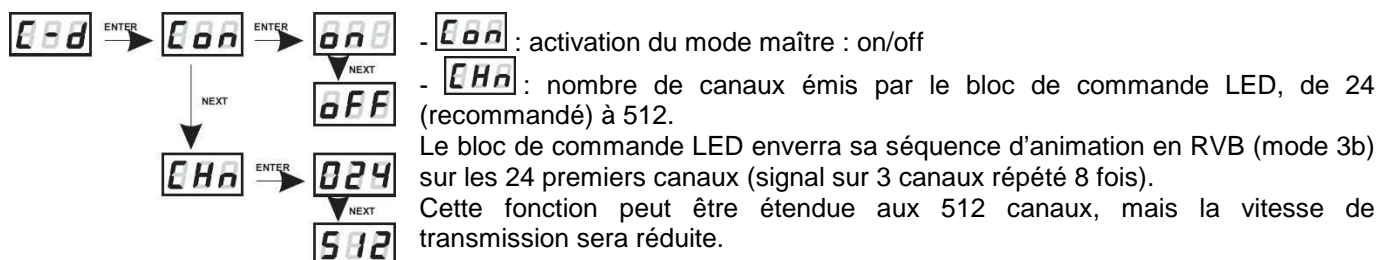 C-d ENTER Con ENTER on
NEXT
oFF
NEXT
CHn ENTER 024
NEXT
512
- Con : activation du mode maître : on/off
- CHn : nombre de canaux émis par le bloc de commande LED, de 24
(recommandé) à 512.
Le bloc de commande LED enverra sa séquence d’animation en RVB (mode 3b)
sur les 24 premiers canaux (signal sur 3 canaux répété 8 fois).
Cette fonction peut être étendue aux 512 canaux, mais la vitesse de
transmission sera réduite.